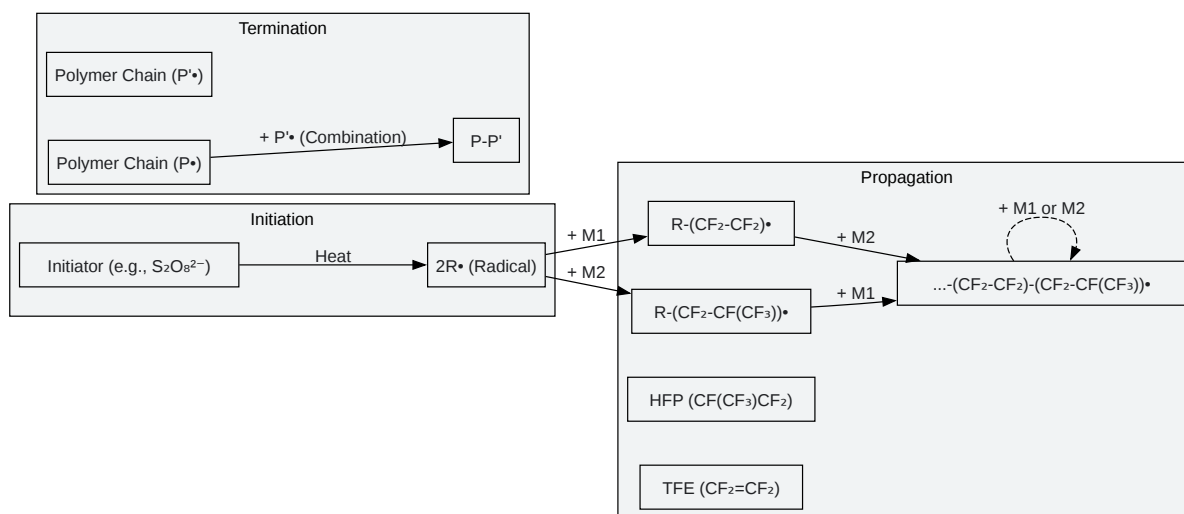 Termination
Polymer Chain (P'•)
+ P'• (Combination)
Polymer Chain (P•)
P-P'
Initiation
Initiator (e.g., S₂O₈²⁻)
Heat
2R• (Radical)
+ M1
+ M2
Propagation
R-(CF₂-CF₂)•
+ M2
+ M1 or M2
...-(CF₂-CF₂)-(CF₂-CF(CF₃))•
R-(CF₂-CF(CF₃))•
+ M1
HFP (CF(CF₃)CF₂)
TFE (CF₂=CF₂)